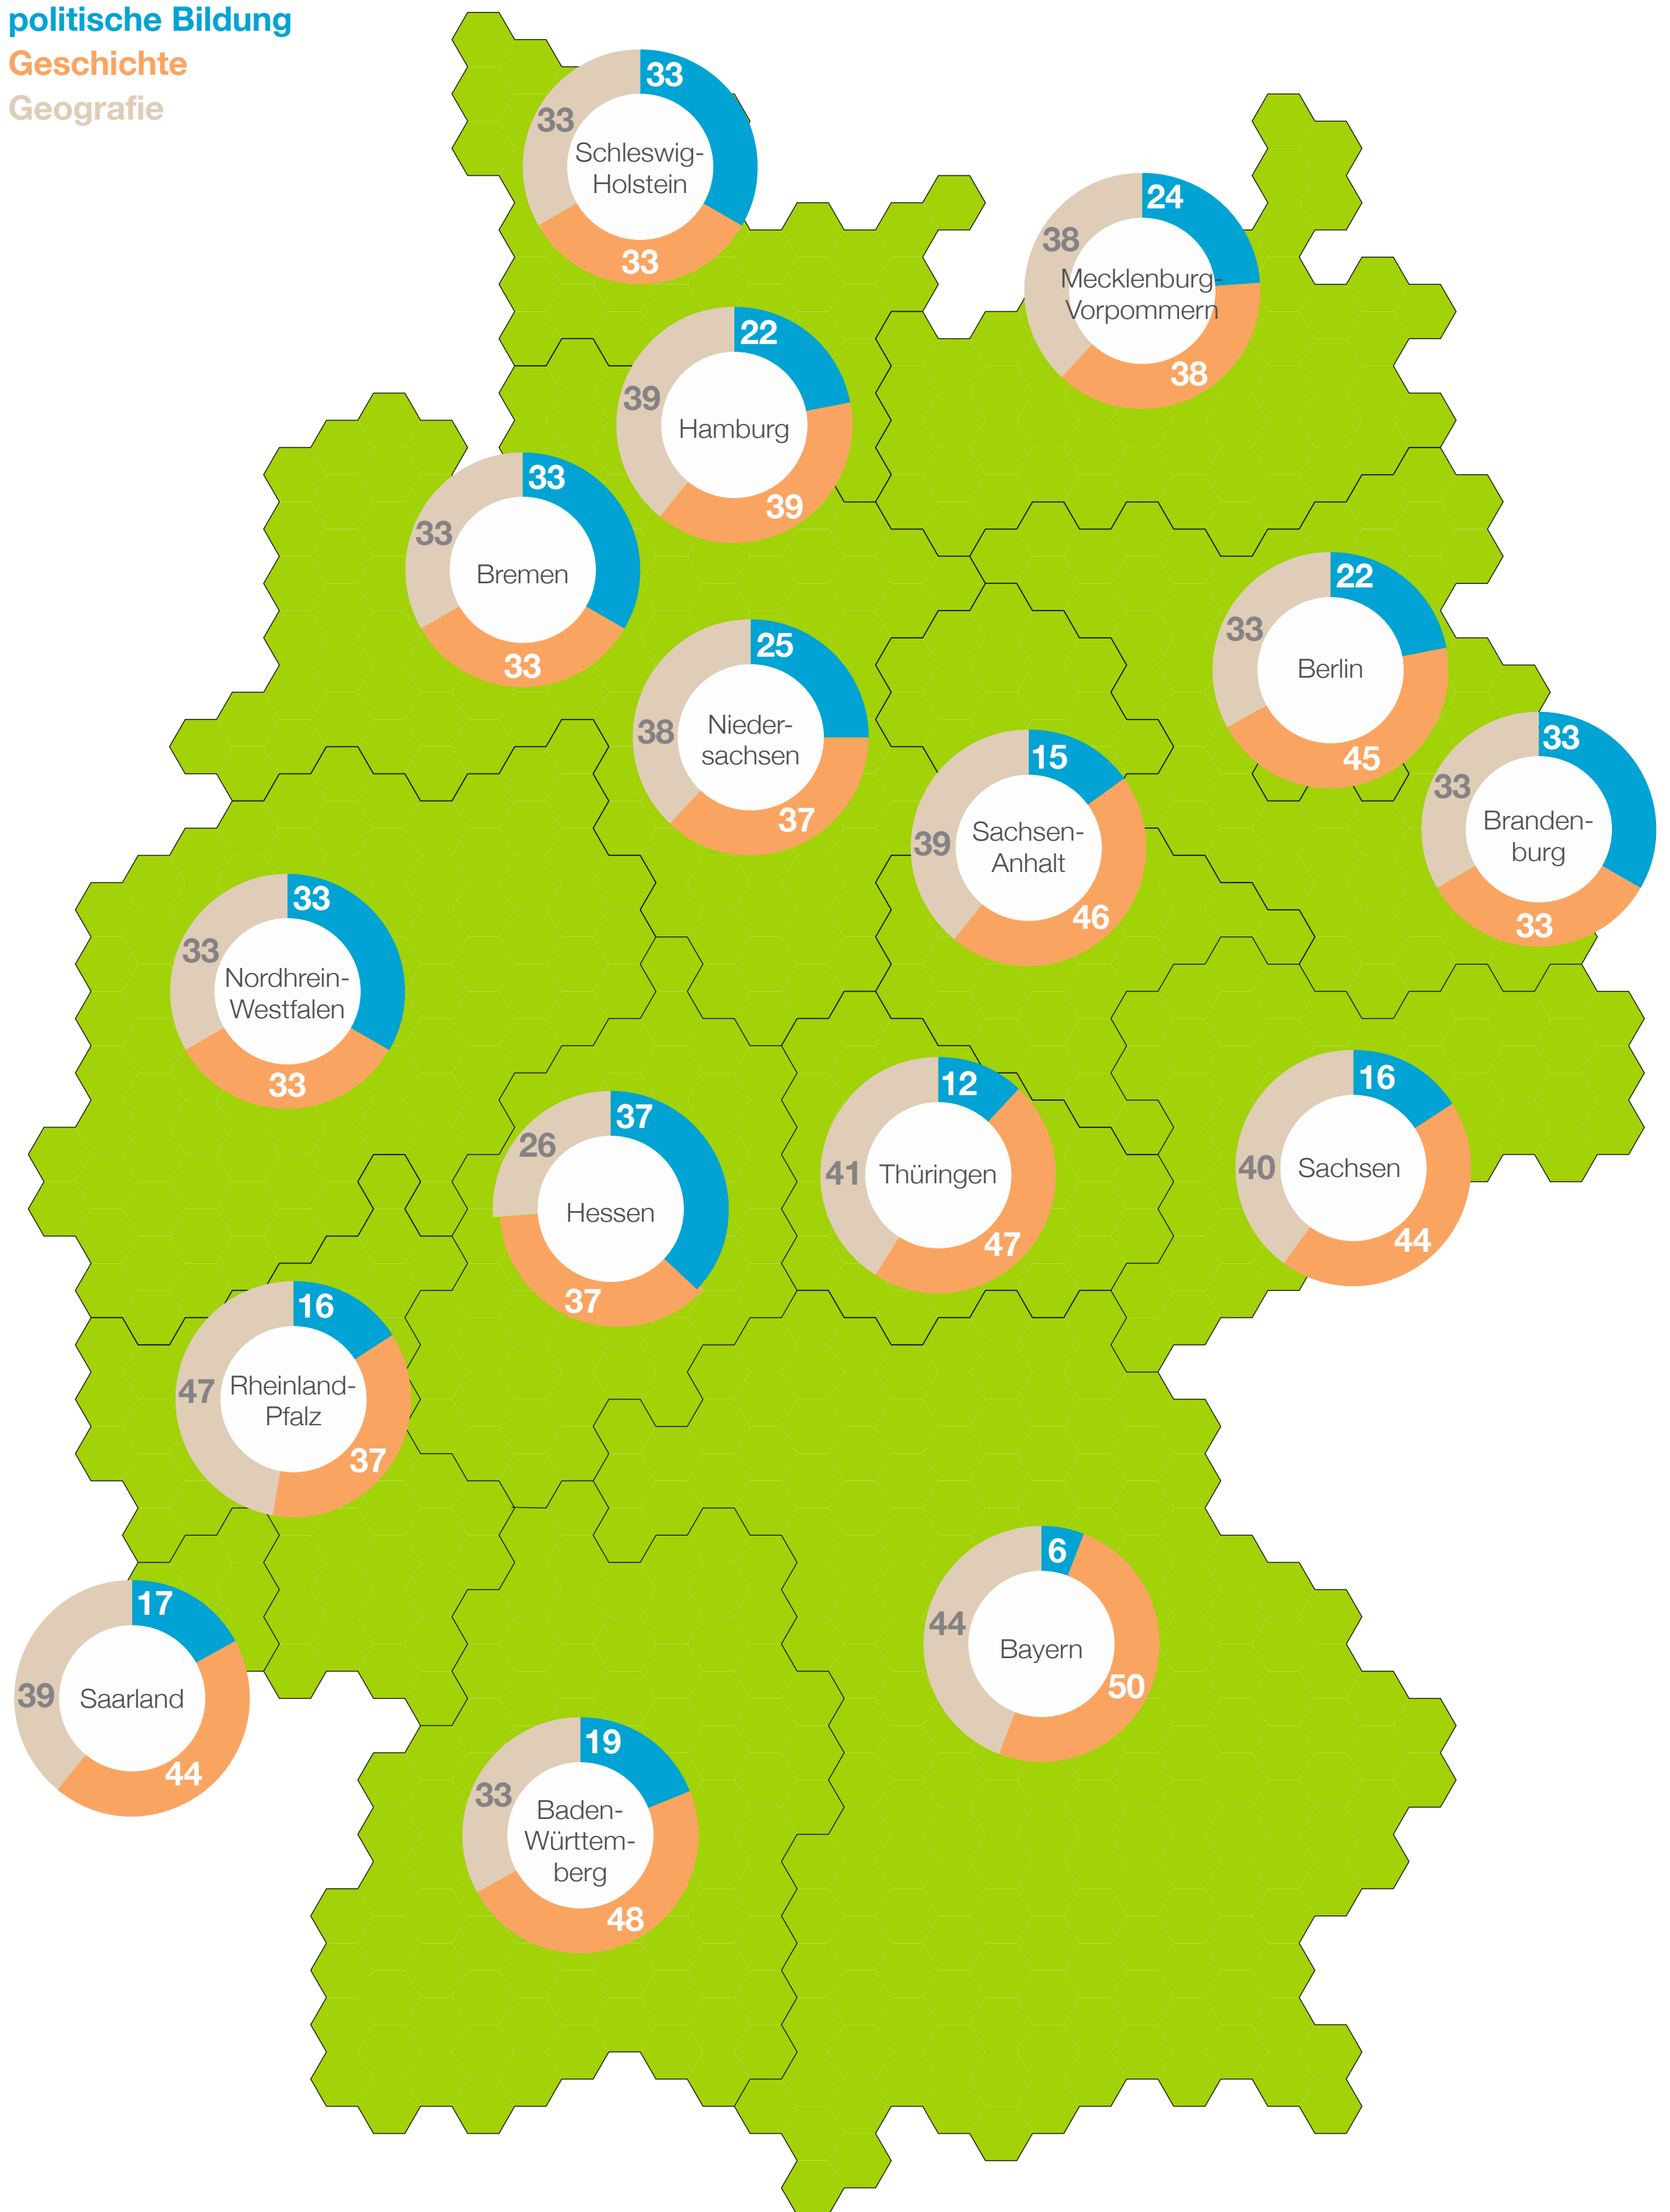 politische Bildung
Geschichte
Geografie
33
33
Schleswig-
Holstein
33
24
38
Mecklenburg-
Vorpommern
38
22
39
Hamburg
39
33
33
Bremen
33
22
33
Berlin
45
25
38
Nieder-
sachsen
37
15
39
Sachsen-
Anhalt
46
33
33
Branden-
burg
33
33
33
Nordhrein-
Westfalen
33
37
26
Hessen
37
12
41
Thüringen
47
16
40
Sachsen
44
16
47
Rheinland-
Pfalz
37
6
44
Bayern
50
17
39
Saarland
44
19
33
Baden-
Württem-
berg
48